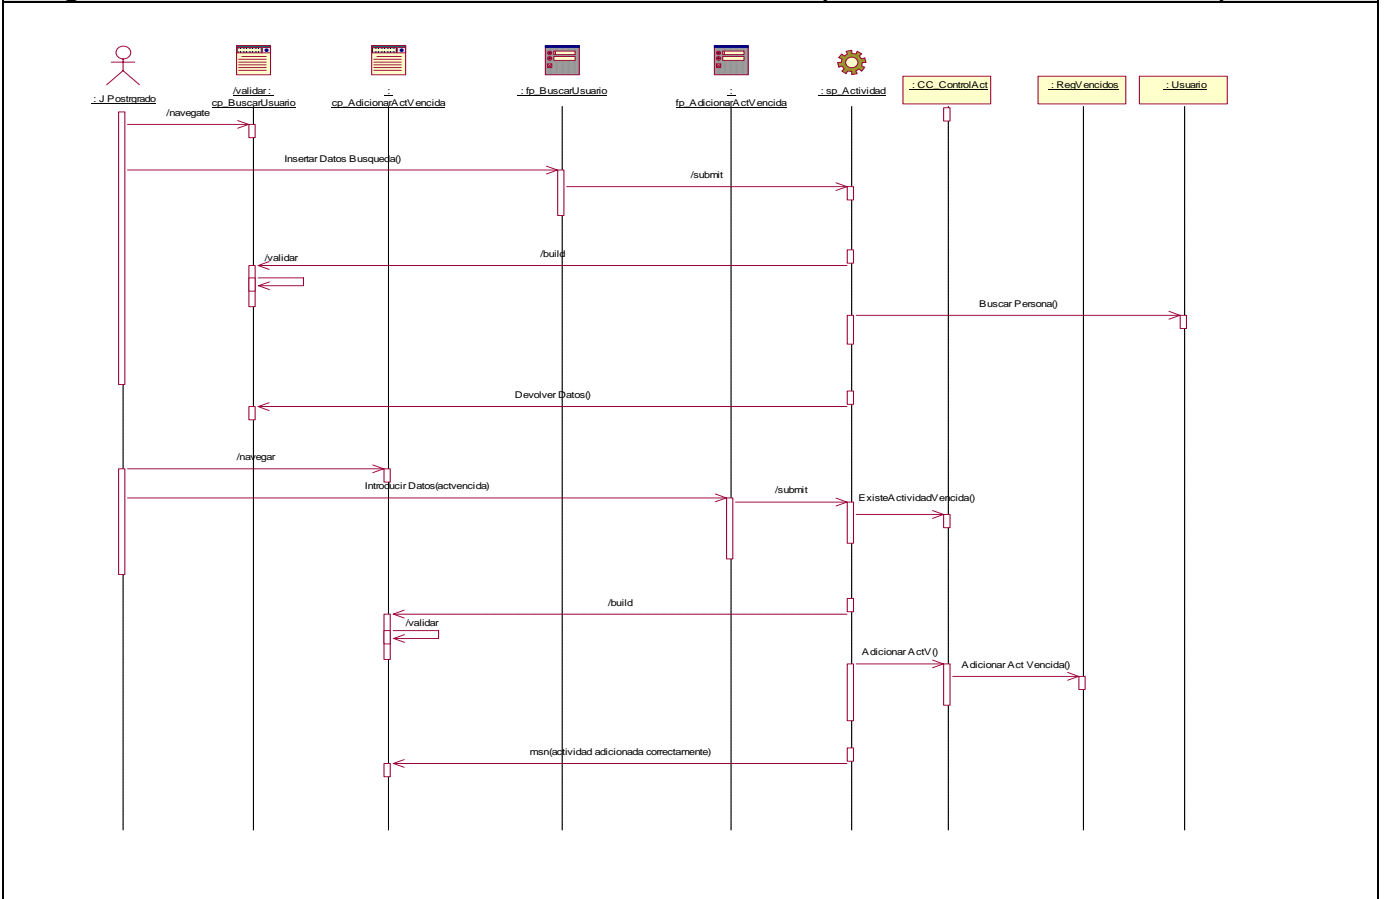 : J Postrgrado
/validar :
cp_BuscarUsuario
:
cp_AdicionarActVencida
: fp_BuscarUsuario
:
fp_AdicionarActVencida
: sp_Actividad
: CC_ControlAct
: RegVencidos
: Usuario
/navegate
Insertar Datos Busqueda()
/submit
/build
/validar
Buscar Persona()
Devolver Datos()
/navegar
Introducir Datos(actvencida)
/submit
ExisteActividadVencida()
/build
/validar
Adicionar ActV()
Adicionar Act Vencida()
msn(actividad adicionada correctamente)